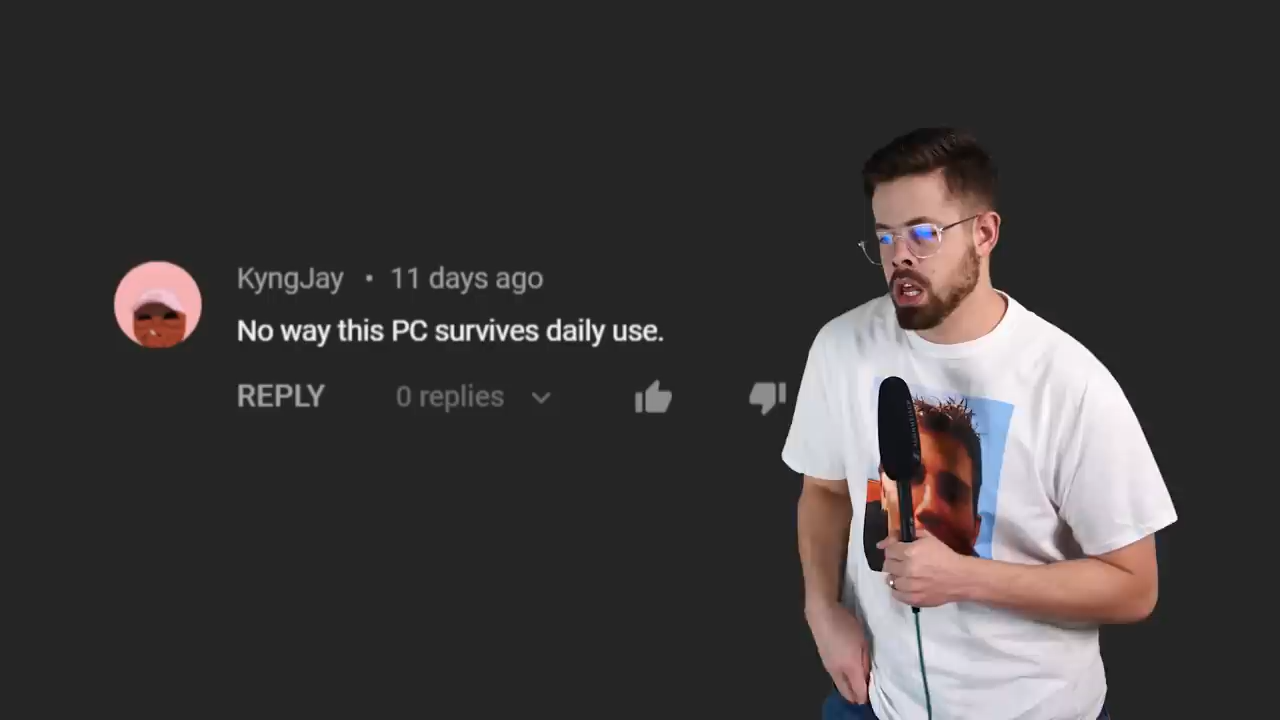 KyngJay • 11 days ago
No way this PC survives daily use.
REPLY 0 replies